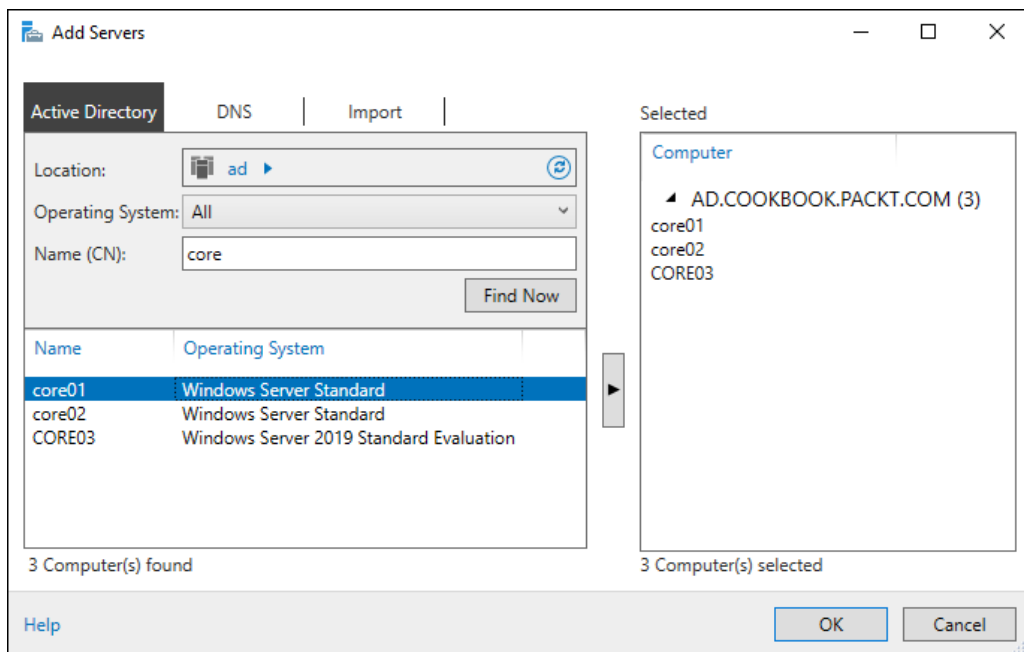 Add Servers
Active Directory
DNS
Import
Location:
ad
Operating System:
All
Name (CN):
core
Find Now
Name Operating System
core01 Windows Server Standard
core02 Windows Server Standard
CORE03 Windows Server 2019 Standard Evaluation
3 Computer(s) found
Selected
Computer
AD.COOKBOOK.PACKT.COM (3)
core01
core02
CORE03
3 Computer(s) selected
Help
OK
Cancel